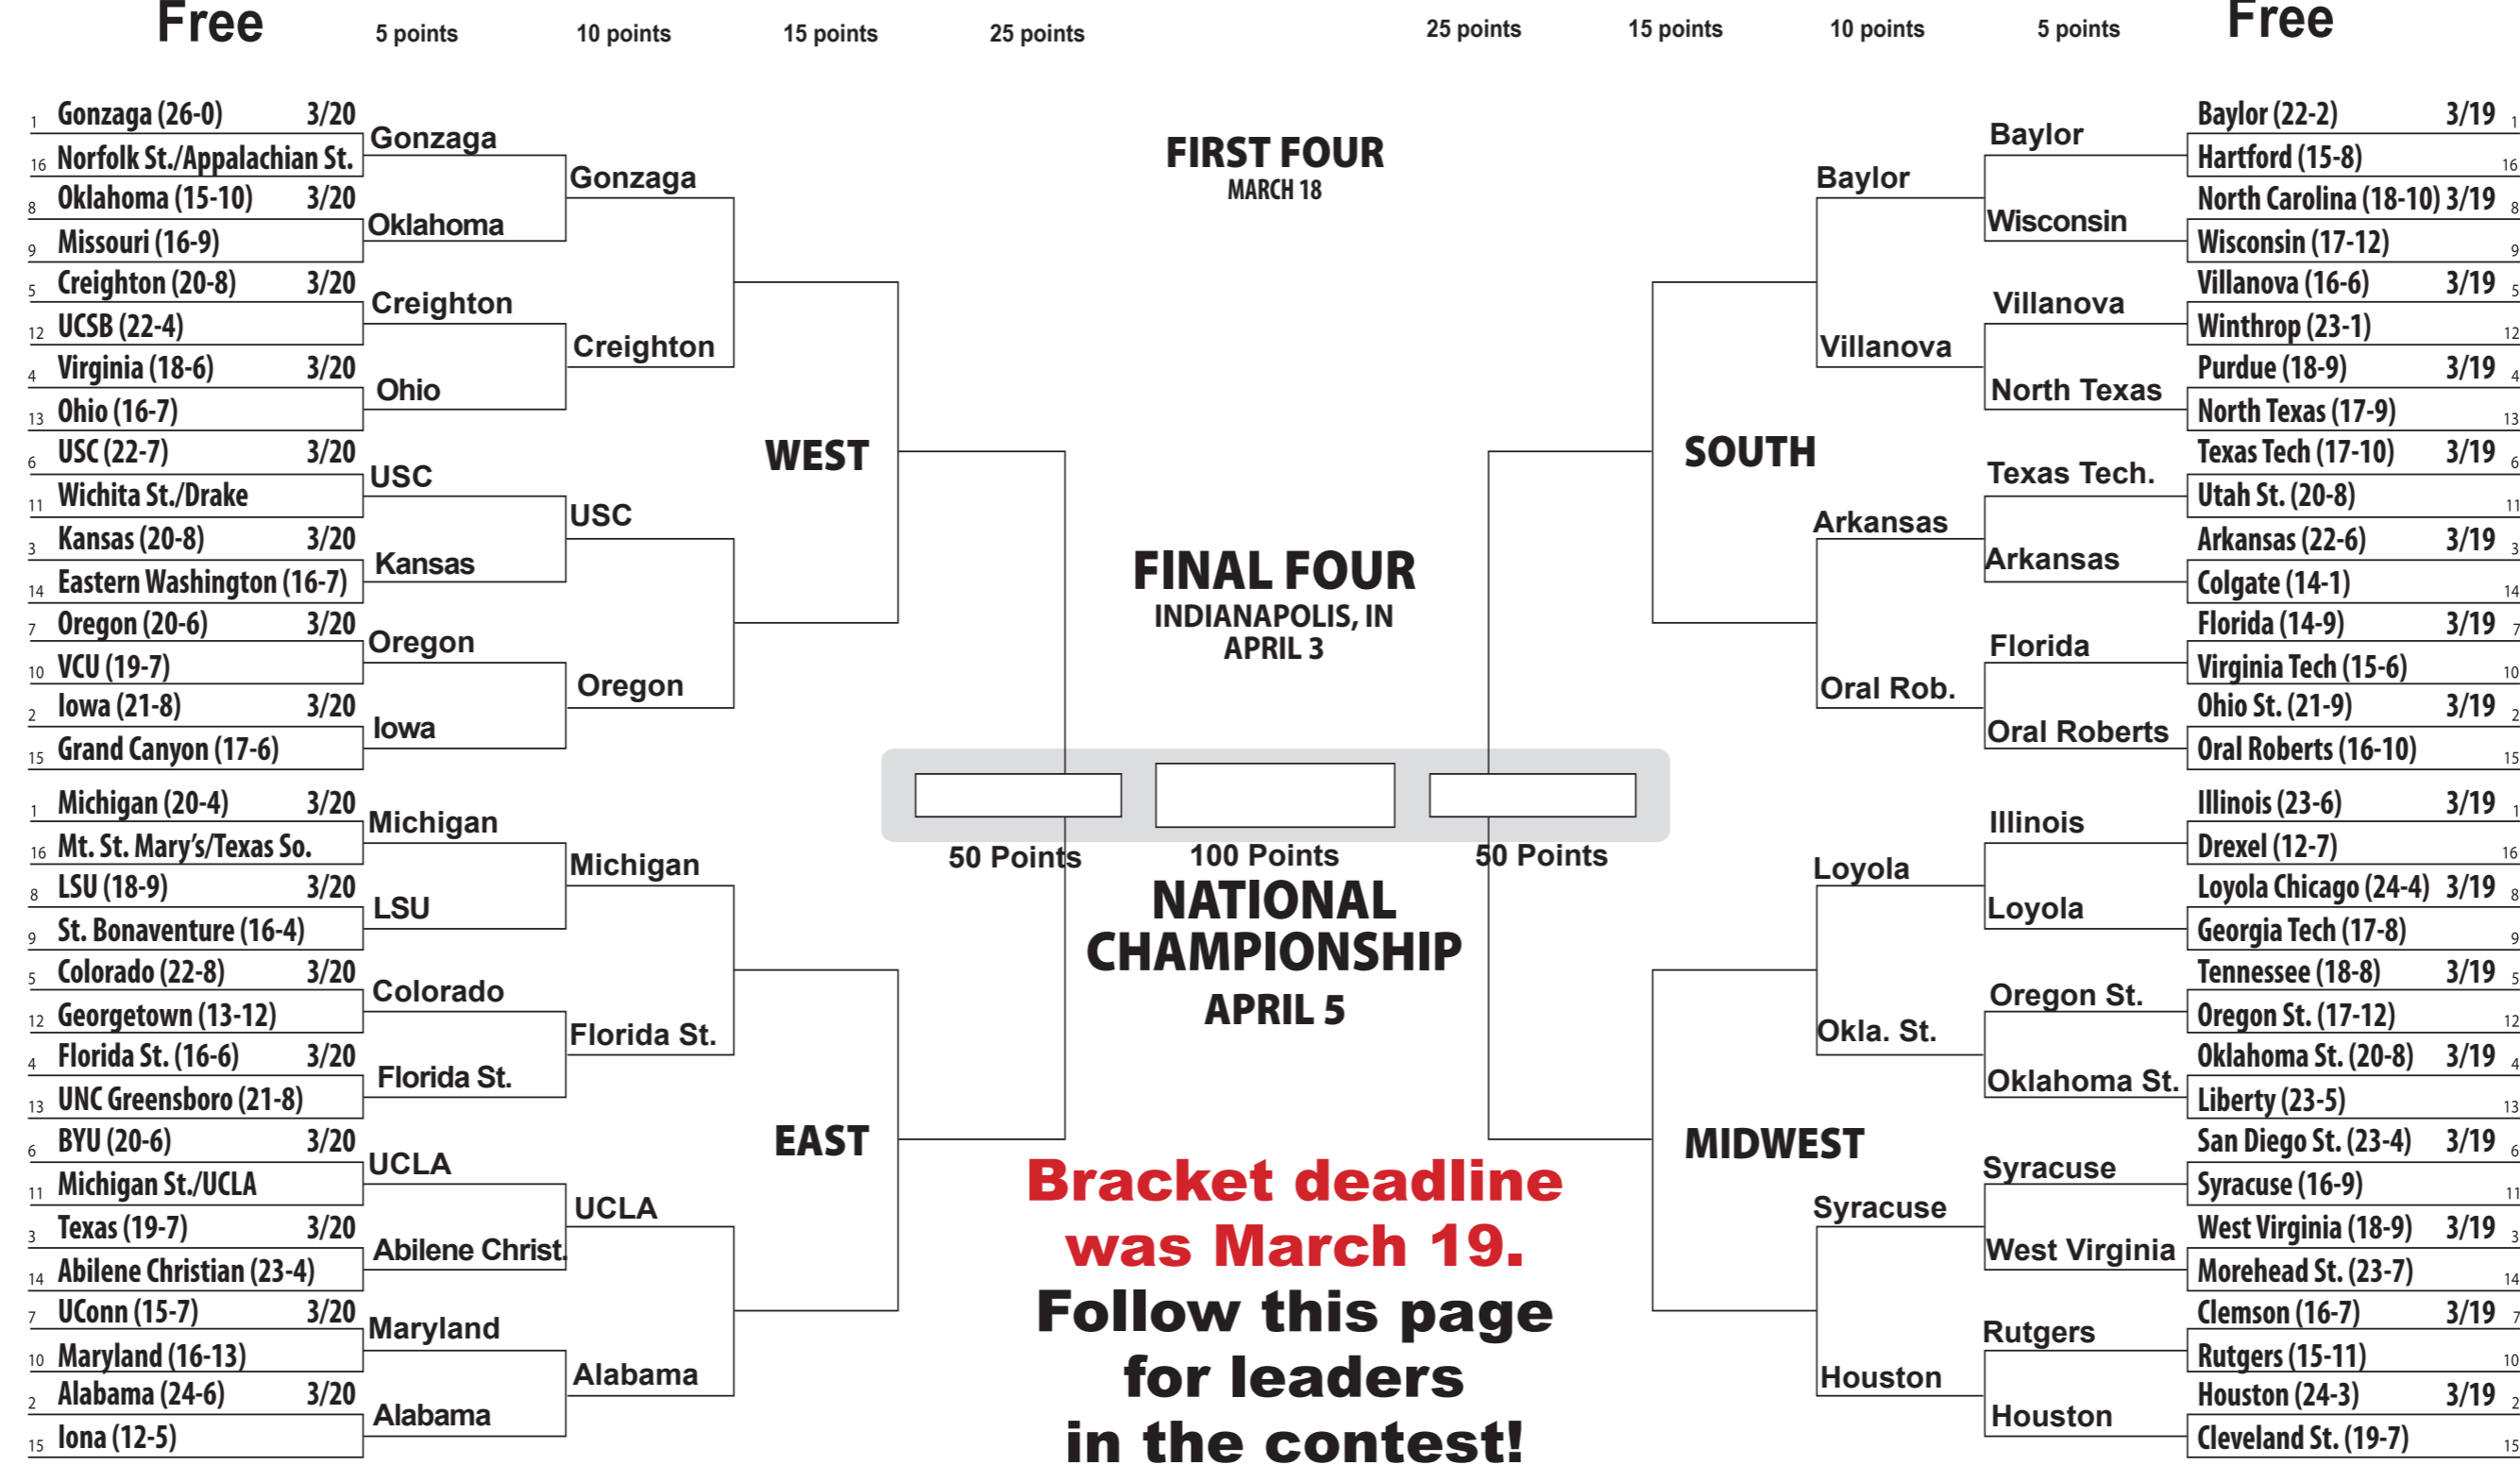 Free
5 points
10 points
15 points
25 points
25 points
15 points
10 points
5 points
Free
1 Gonzaga (26-0) 3/20
16 Norfolk St./Appalachian St.
8 Oklahoma (15-10) 3/20
9 Missouri (16-9)
5 Creighton (20-8) 3/20
12 UCSB (22-4)
4 Virginia (18-6) 3/20
13 Ohio (16-7)
6 USC (22-7) 3/20
11 Wichita St./Drake
3 Kansas (20-8) 3/20
14 Eastern Washington (16-7)
7 Oregon (20-6) 3/20
10 VCU (19-7)
2 Iowa (21-8) 3/20
15 Grand Canyon (17-6)
Gonzaga
Oklahoma
Creighton
Ohio
USC
Kansas
Oregon
Iowa
Gonzaga
Creighton
USC
Oregon
WEST
1 Michigan (20-4) 3/20
16 Mt. St. Mary's/Texas So.
8 LSU (18-9) 3/20
9 St. Bonaventure (16-4)
5 Colorado (22-8) 3/20
12 Georgetown (13-12)
4 Florida St. (16-6) 3/20
13 UNC Greensboro (21-8)
6 BYU (20-6) 3/20
11 Michigan St./UCLA
3 Texas (19-7) 3/20
14 Abilene Christian (23-4)
7 UConn (15-7) 3/20
10 Maryland (16-13)
2 Alabama (24-6) 3/20
15 Iona (12-5)
Michigan
LSU
Colorado
Florida St.
UCLA
Abilene Christ.
Maryland
Alabama
Michigan
Florida St.
UCLA
Alabama
EAST
FIRST FOUR
MARCH 18
FINAL FOUR
INDIANAPOLIS, IN
APRIL 3
50 Points
100 Points
50 Points
NATIONAL
CHAMPIONSHIP
APRIL 5
Bracket deadline
was March 19.
Follow this page
for leaders
in the contest!
SOUTH
Baylor
Villanova
Arkansas
Oral Rob.
Baylor
Wisconsin
Villanova
North Texas
Texas Tech.
Arkansas
Florida
Oral Roberts
Baylor (22-2) 3/19 1
Hartford (15-8) 16
North Carolina (18-10) 3/19 8
Wisconsin (17-12) 9
Villanova (16-6) 3/19 5
Winthrop (23-1) 12
Purdue (18-9) 3/19 4
North Texas (17-9) 13
Texas Tech (17-10) 3/19 6
Utah St. (20-8) 11
Arkansas (22-6) 3/19 3
Colgate (14-1) 14
Florida (14-9) 3/19 7
Virginia Tech (15-6) 10
Ohio St. (21-9) 3/19 2
Oral Roberts (16-10) 15
MIDWEST
Loyola
Okla. St.
Syracuse
Houston
Illinois
Loyola
Oregon St.
Oklahoma St.
Syracuse
West Virginia
Rutgers
Houston
Illinois (23-6) 3/19 1
Drexel (12-7) 16
Loyola Chicago (24-4) 3/19 8
Georgia Tech (17-8) 9
Tennessee (18-8) 3/19 5
Oregon St. (17-12) 12
Oklahoma St. (20-8) 3/19 4
Liberty (23-5) 13
San Diego St. (23-4) 3/19 6
Syracuse (16-9) 11
West Virginia (18-9) 3/19 3
Morehead St. (23-7) 14
Clemson (16-7) 3/19 7
Rutgers (15-11) 10
Houston (24-3) 3/19 2
Cleveland St. (19-7) 15